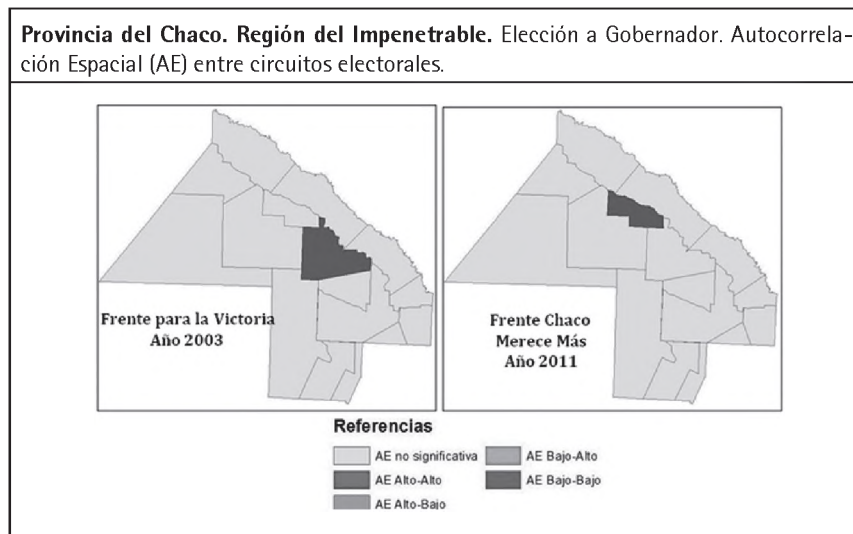 Provincia del Chaco. Región del Impenetrable. Elección a Gobernador. Autocorrela-
ción Espacial (AE) entre circuitos electorales.
Frente para la Victoria
Año 2003
Frente Chaco
Merece Más
Año 2011
Referencias
AE no significativa
AE Bajo-Alto
AE Alto-Alto
AE Bajo-Bajo
AE Alto-Bajo